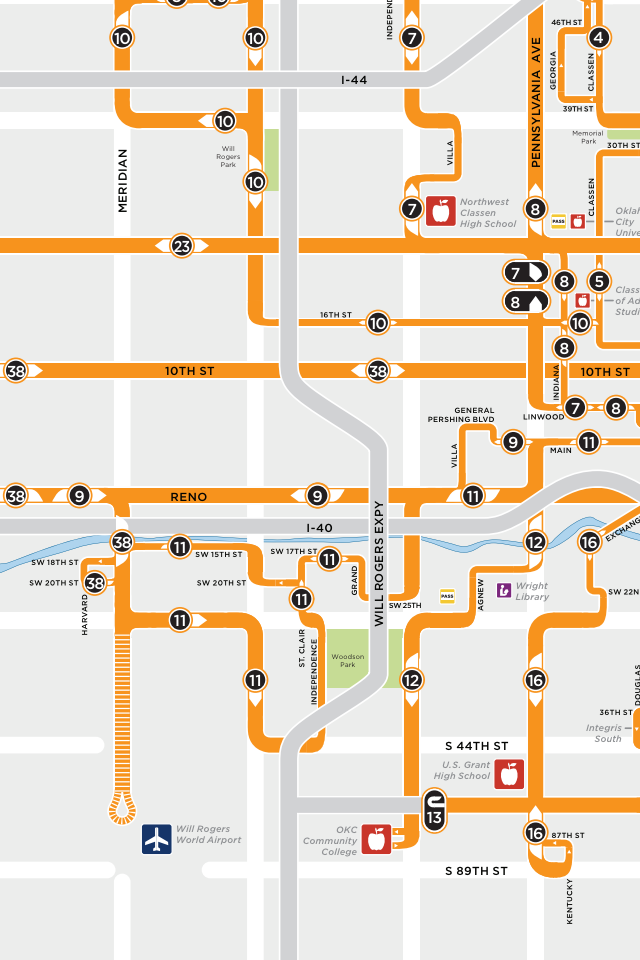 46TH ST
10
10
INDEPEND
7
PENNSYLVANIA AVE
GEORGIA
4
CLASSEN
I-44
39TH ST
10
Memorial
Park
30TH ST
MERIDIAN
Will
Rogers
Park
VILLA
10
CLASSEN
7
Northwest
Classen
High School
8
PASS
Oklah
City
Unive
23
7
8
8
5
Class
of Ad
Studi
16TH ST
10
10
8
38
10TH ST
38
INDIANA
10TH ST
GENERAL
PERSHING BLVD
LINWOOD
7
8
VILLA
9
MAIN
11
38
9
RENO
9
11
I-40
WILL ROGERS EXPY
38
11
SW 15TH ST
SW 17TH ST
11
12
16
EXCHANG
SW 18TH ST
SW 20TH ST
38
SW 20TH ST
GRAND
HARVARD
11
SW 25TH
PASS
AGNEW
Wright
Library
SW 22N
11
ST. CLAIR
INDEPENDENCE
Woodson
Park
11
12
16
DOUGLAS
36TH ST
Integris
South
S 44TH ST
U.S. Grant
High School
13
Will Rogers
World Airport
OKC
Community
College
16
87TH ST
S 89TH ST
KENTUCKY